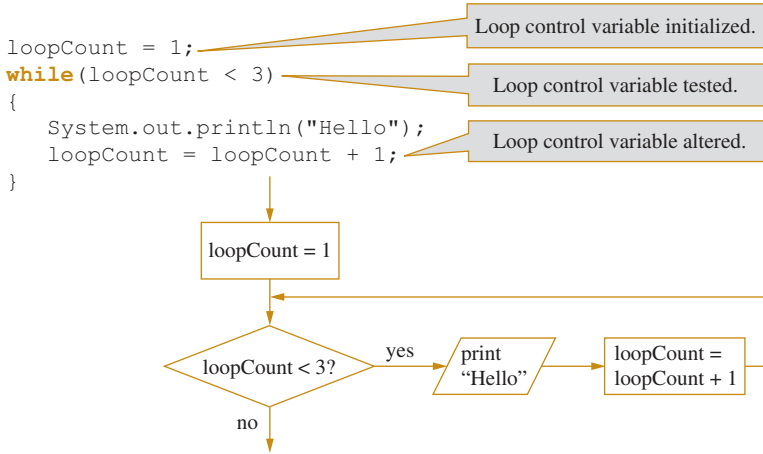 Loop control variable initialized.
loopCount = 1;
while(loopCount < 3)
Loop control variable tested.
{
System.out.println("Hello");
loopCount = loopCount + 1;
Loop control variable altered.
}
loopCount = 1
loopCount < 3?
yes
print
“Hello”
loopCount =
loopCount + 1
no